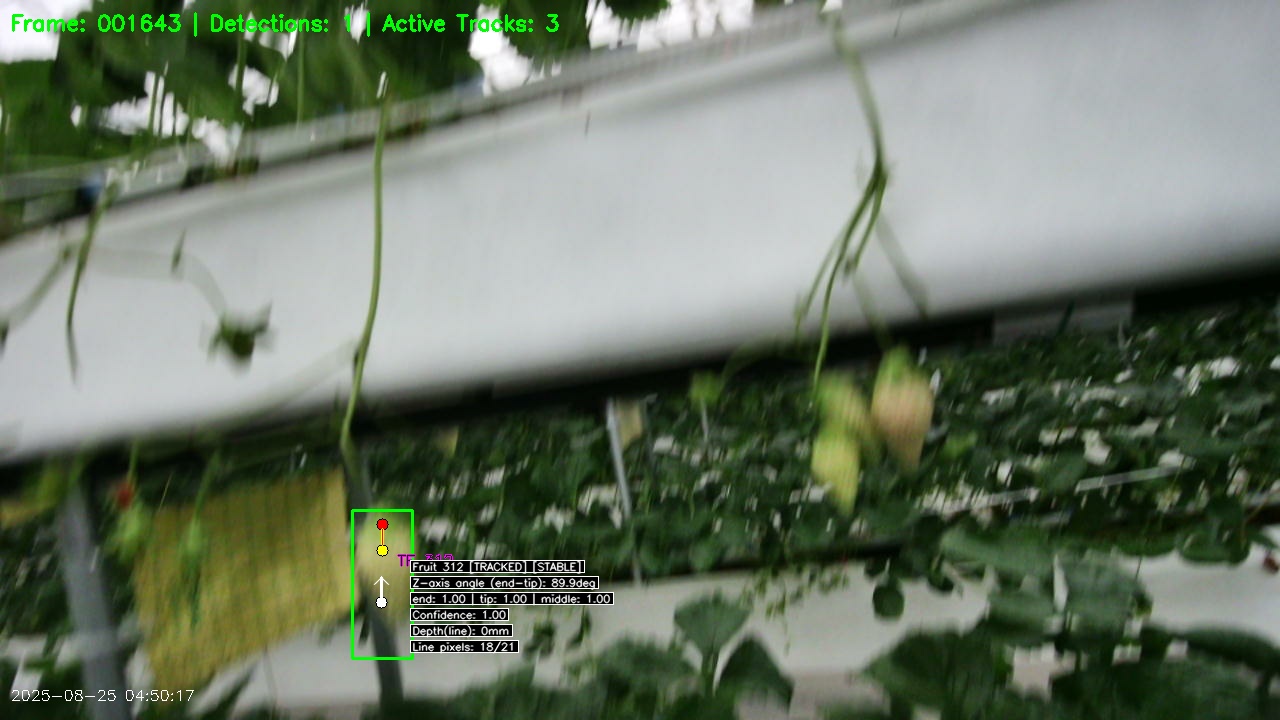 Frame: 001643 | Detections: 1 | Active Tracks: 3
Fruit 312 [TRACKED] [STABLE]
Z-axis angle (end-tip): 89.9deg
end: 1.00 | tip: 1.00 | middle: 1.00
Confidence: 1.00
Depth(line): 0mm
Line pixels: 18/21
2025-08-25 04:50:17